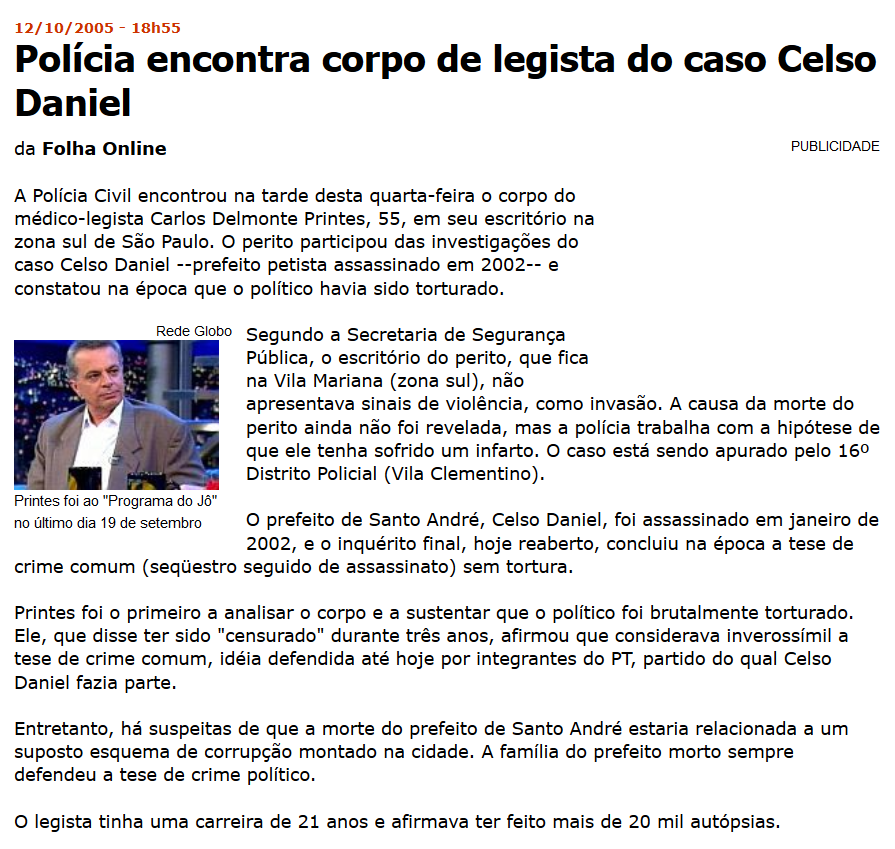 12/10/2005 - 18h55
Polícia encontra corpo de legista do caso Celso
Daniel
da Folha Online
PUBLICIDADE
A Polícia Civil encontrou na tarde desta quarta-feira o corpo do
médico-legista Carlos Delmonte Printes, 55, em seu escritório na
zona sul de São Paulo. O perito participou das investigações do
caso Celso Daniel --prefeito petista assassinado em 2002-- e
constatou na época que o político havia sido torturado.
Rede Globo
Printes foi ao "Programa do Jô"
no último dia 19 de setembro
Segundo a Secretaria de Segurança
Pública, o escritório do perito, que fica
na Vila Mariana (zona sul), não
apresentava sinais de violência, como invasão. A causa da morte do
perito ainda não foi revelada, mas a polícia trabalha com a hipótese de
que ele tenha sofrido um infarto. O caso está sendo apurado pelo 16º
Distrito Policial (Vila Clementino).
O prefeito de Santo André, Celso Daniel, foi assassinado em janeiro de
2002, e o inquérito final, hoje reaberto, concluiu na época a tese de
crime comum (seqüestro seguido de assassinato) sem tortura.
Printes foi o primeiro a analisar o corpo e a sustentar que o político foi brutalmente torturado.
Ele, que disse ter sido "censurado" durante três anos, afirmou que considerava inverossímil a
tese de crime comum, idéia defendida até hoje por integrantes do PT, partido do qual Celso
Daniel fazia parte.
Entretanto, há suspeitas de que a morte do prefeito de Santo André estaria relacionada a um
suposto esquema de corrupção montado na cidade. A família do prefeito morto sempre
defendeu a tese de crime político.
O legista tinha uma carreira de 21 anos e afirmava ter feito mais de 20 mil autópsias.